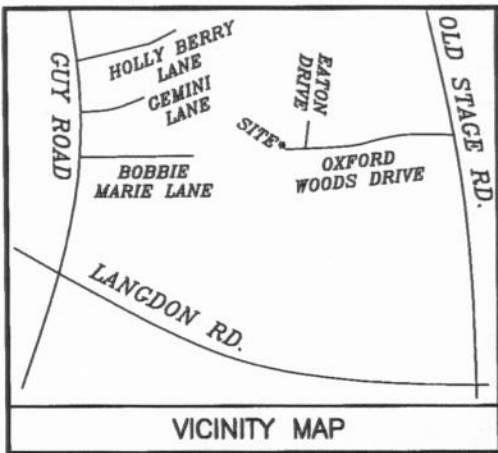 GUY ROAD
HOLLY BERRY
LANE
GEMINI
LANE
BOBBIE
MARIE LANE
SITE
EATON
DRIVE
OXFORD
WOODS DRIVE
OLD STAGE RD.
LANGDON RD.
VICINITY MAP